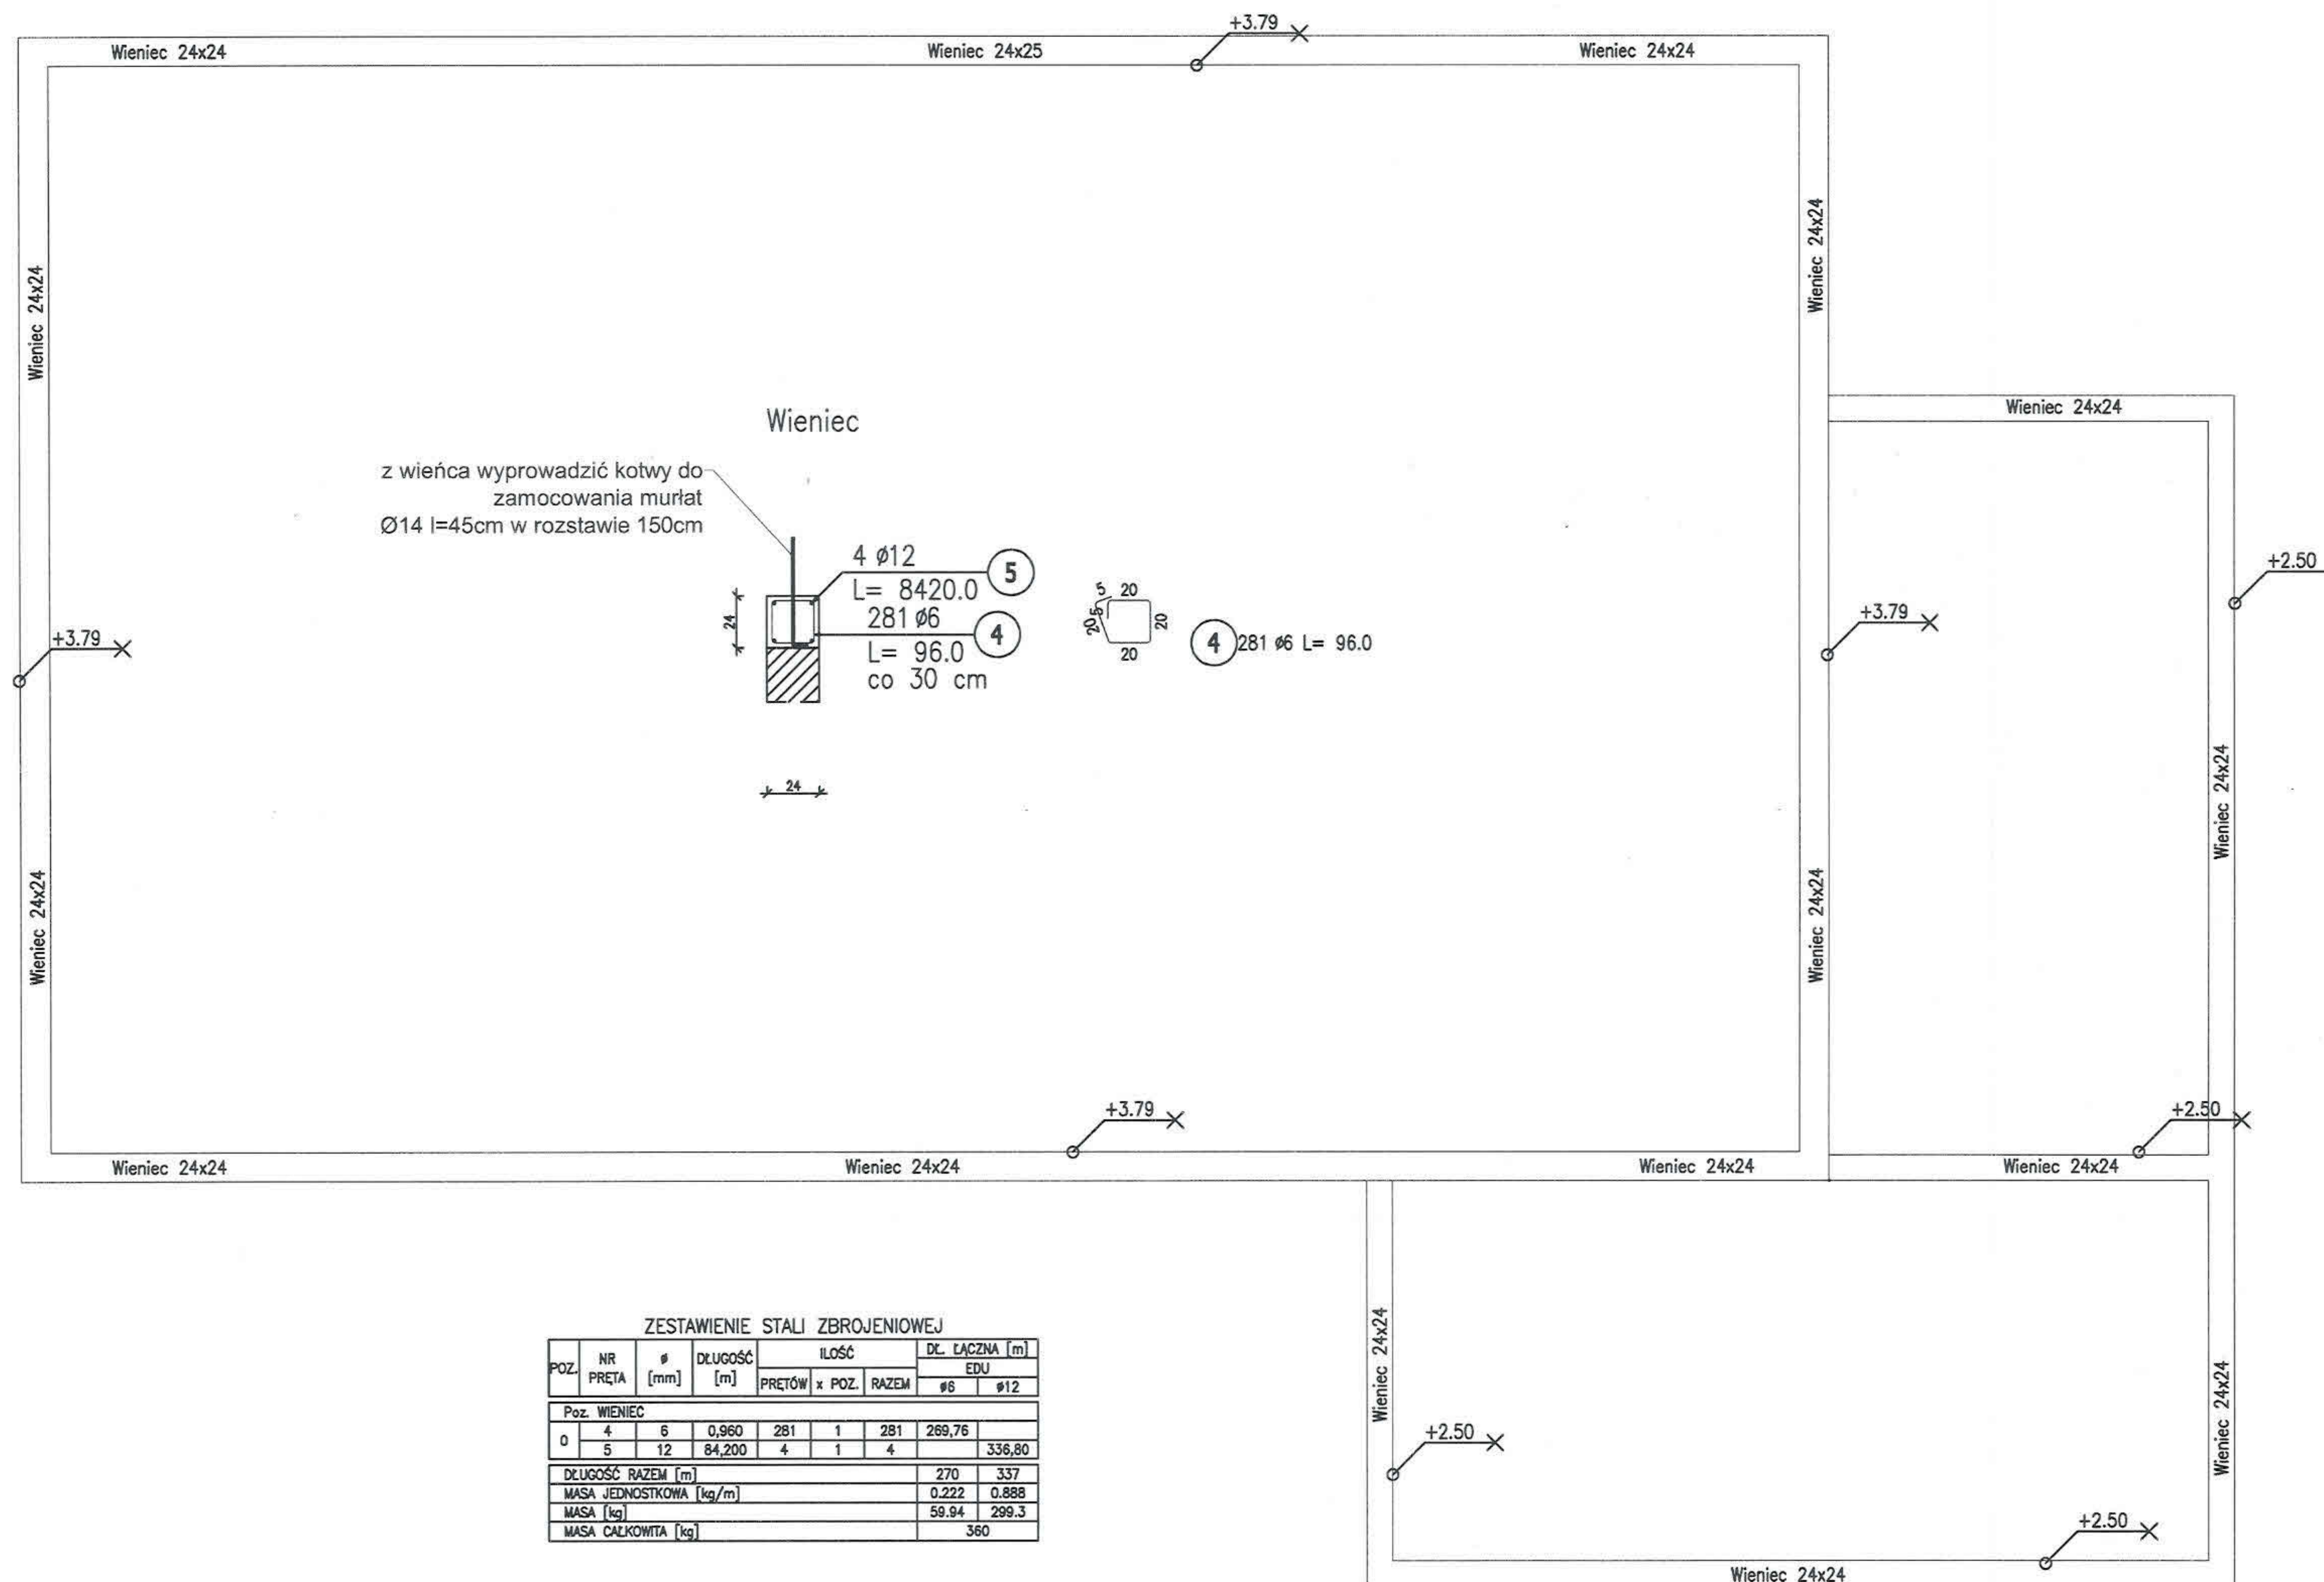 +3.79
Wieniec 24x24
Wieniec 24x25
Wieniec 24x24
Wieniec 24x24
Wieniec 24x24
Wieniec 24x24
Wieniec
z wieńca wyprowadzić kotwy do
zamocowania murłat
Ø14 l=45cm w rozstawie 150cm
4 ø12
5
L= 8420.0
281 ø6
4
L= 96.0
co 30 cm
24
24
5
20
5
20
20
20
4
281 ø6 L= 96.0
+2.50
+3.79
+3.79
Wieniec 24x24
Wieniec 24x24
Wieniec 24x24
+3.79
+2.50
Wieniec 24x24
Wieniec 24x24
Wieniec 24x24
Wieniec 24x24
ZESTAWIENIE STALI ZBROJENIOWEJ
POZ. NR PRĘTA ø [mm] DŁUGOŚĆ [m] ILOŚĆ DŁ. ŁĄCZNA [m]
EDU
PRĘTÓW x POZ. RAZEM ø6 ø12
Poz. WIENIEC
0 4 6 0,960 281 1 281 269,76
5 12 84,200 4 1 4 336,80
DŁUGOŚĆ RAZEM [m] 270 337
MASA JEDNOSTKOWA [kg/m] 0.222 0.888
MASA [kg] 59.94 299.3
MASA CAŁKOWITA [kg] 360
Wieniec 24x24
Wieniec 24x24
+2.50
+2.50
Wieniec 24x24